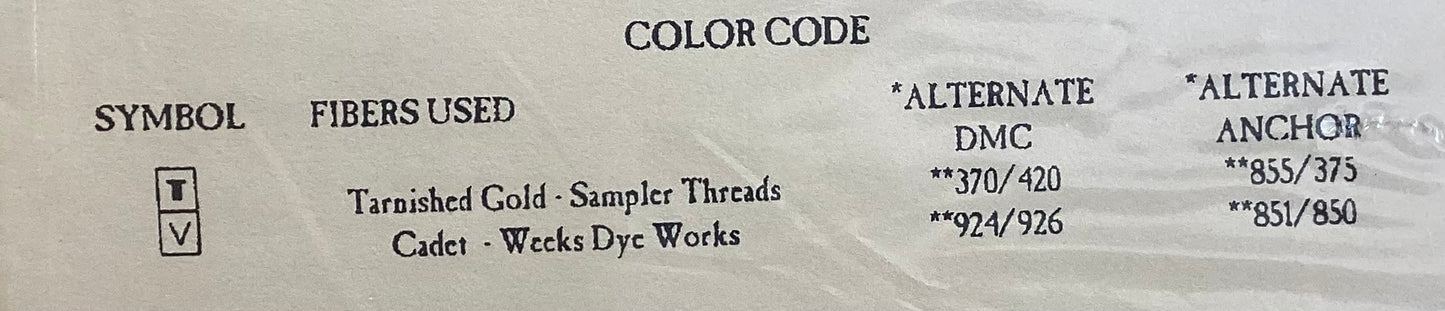 COLOR CODE
SYMBOL FIBERS USED *ALTERNATE DMC *ALTERNATE ANCHOR
T Tarnished Gold - Sampler Threads **370/420 **855/375
V Cadet - Weeks Dye Works **924/926 **851/850